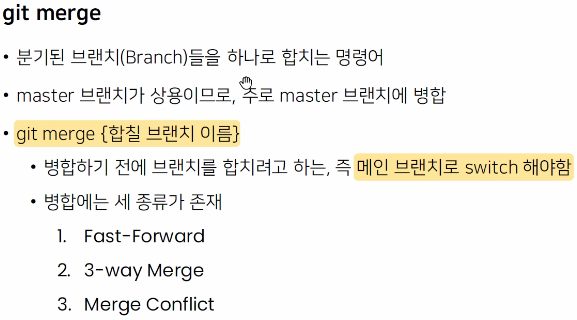 git merge
• 분기된 브랜치(Branch)들을 하나로 합치는 명령어
• master 브랜치가 상용이므로, 주로 master 브랜치에 병합
• git merge {합칠 브랜치 이름}
• 병합하기 전에 브랜치를 합치려고 하는, 즉 메인 브랜치로 switch 해야함
• 병합에는 세 종류가 존재
1. Fast-Forward
2. 3-way Merge
3. Merge Conflict